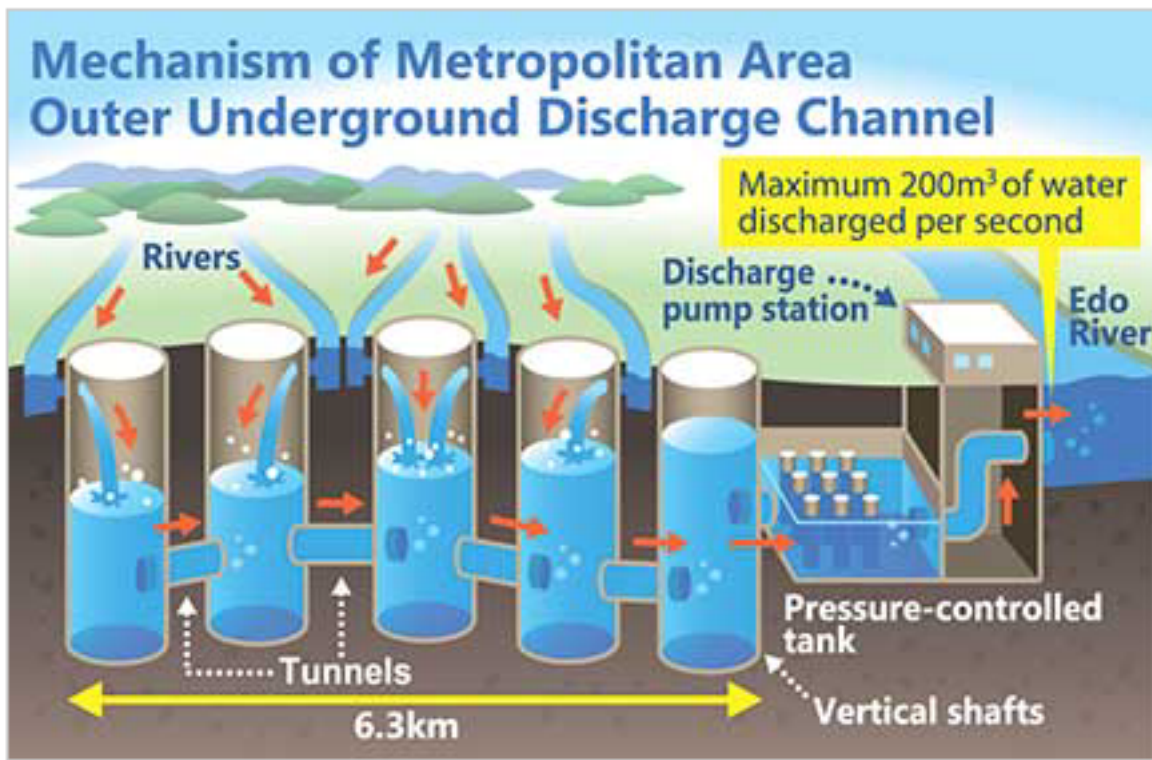 Mechanism of Metropolitan Area
Outer Underground Discharge Channel
Maximum 200m³ of water
discharged per second
Rivers
Discharge
pump station
Edo
River
Pressure-controlled
tank
Tunnels
Vertical shafts
6.3km